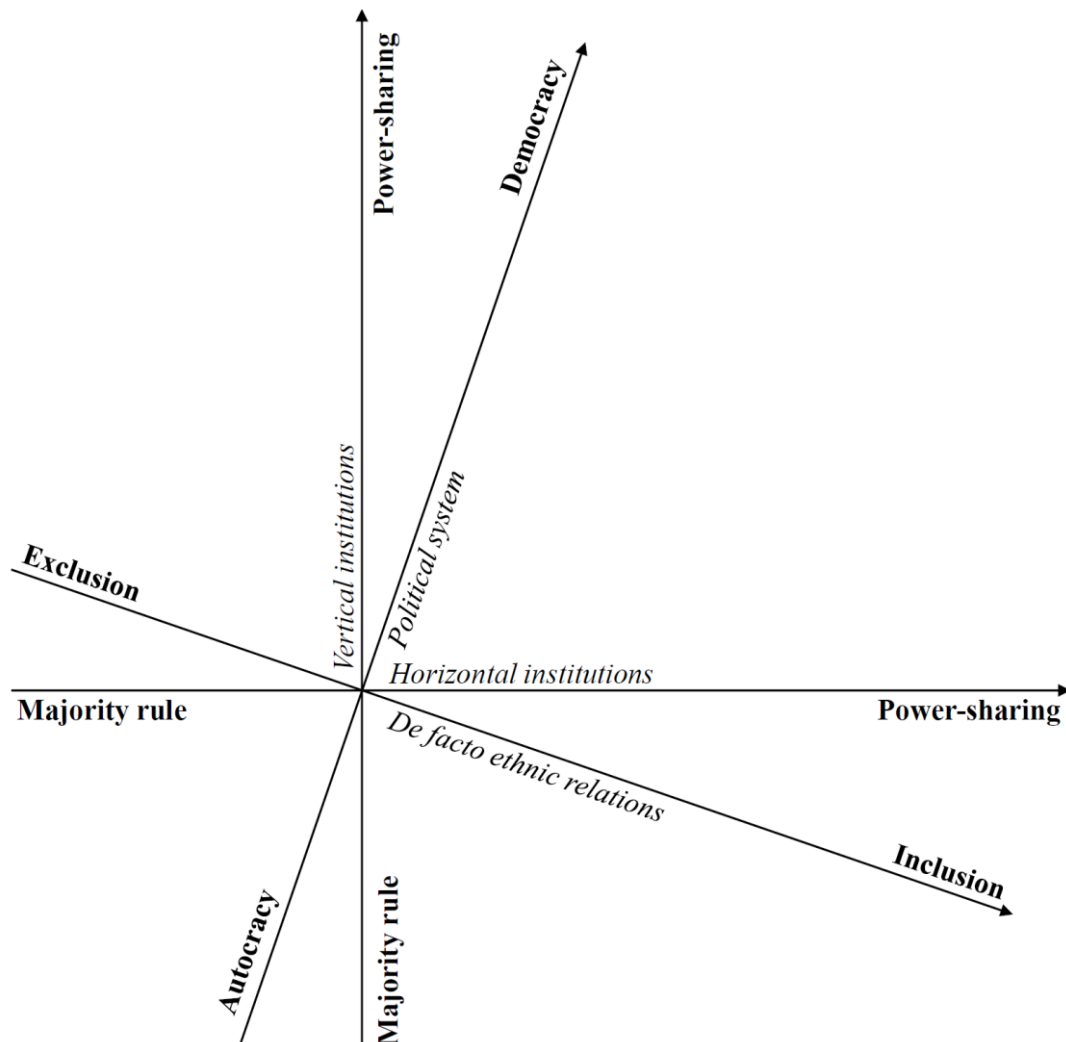 Power-sharing
Democracy
Vertical institutions
Political system
Exclusion
Horizontal institutions
Majority rule
Power-sharing
De facto ethnic relations
Inclusion
Autocracy
Majority rule